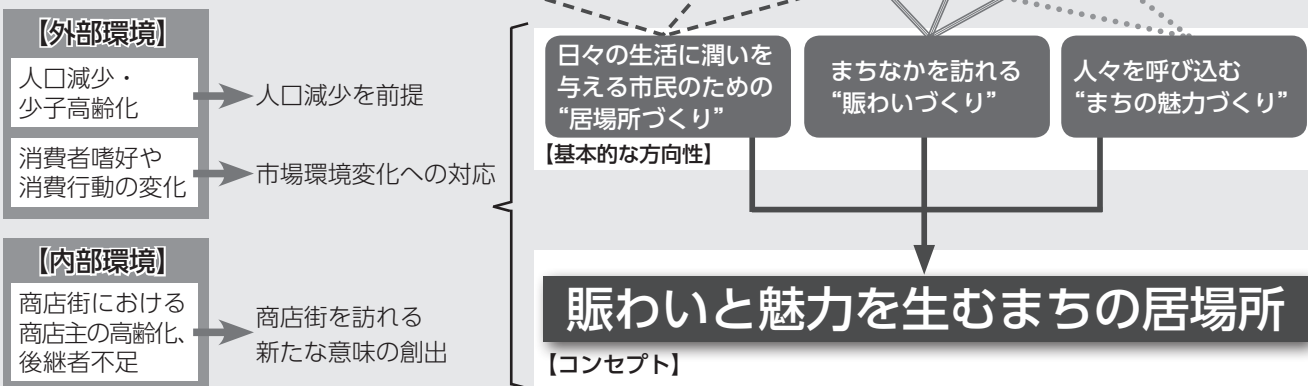 【外部環境】
人口減少・
少子高齢化
人口減少を前提
消費者嗜好や
消費行動の変化
市場環境変化への対応
【内部環境】
商店街における
商店主の高齢化、
後継者不足
商店街を訪れる
新たな意味の創出
日々の生活に潤いを
与える市民のための
“居場所づくり”
まちなかを訪れる
“賑わいづくり”
人々を呼び込む
“まちの魅力づくり”
【基本的な方向性】
賑わいと魅力を生むまちの居場所
【コンセプト】